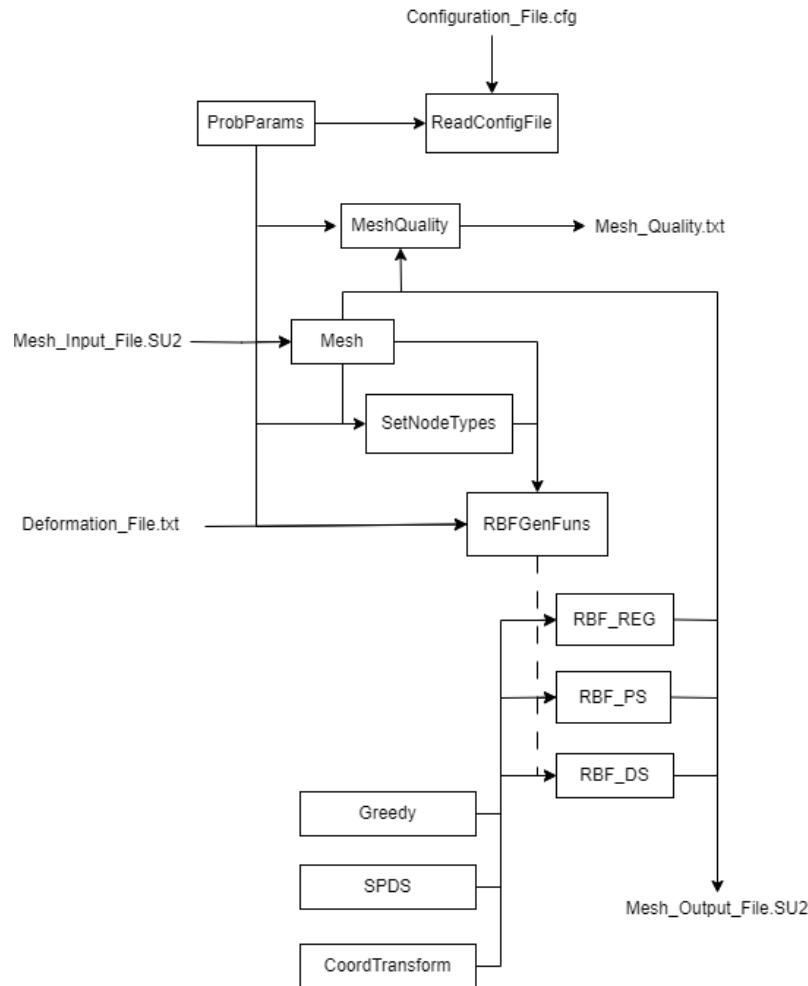 Configuration_File.cfg
ProbParams
ReadConfigFile
MeshQuality
Mesh_Quality.txt
Mesh_Input_File.SU2
Mesh
SetNodeTypes
Deformation_File.txt
RBFGenFuns
RBF_REG
RBF_PS
RBF_DS
Greedy
SPDS
Mesh_Output_File.SU2
CoordTransform